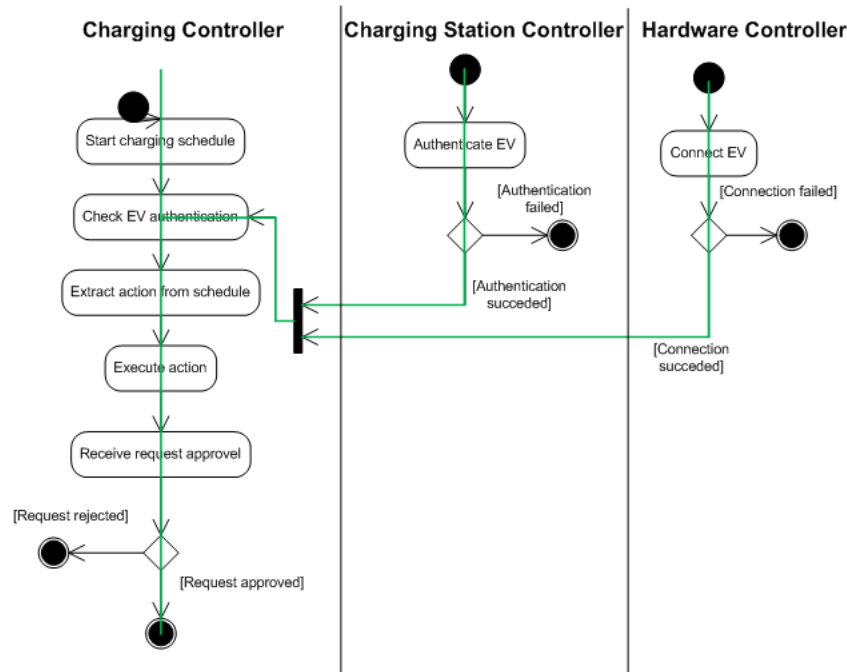 Charging Controller
Charging Station Controller
Hardware Controller
Start charging schedule
Check EV authentication
Extract action from schedule
Execute action
Receive request approvel
[Request rejected]
[Request approved]
Authenticate EV
[Authentication
failed]
[Authentication
succeded]
Connect EV
[Connection failed]
[Connection
succeded]